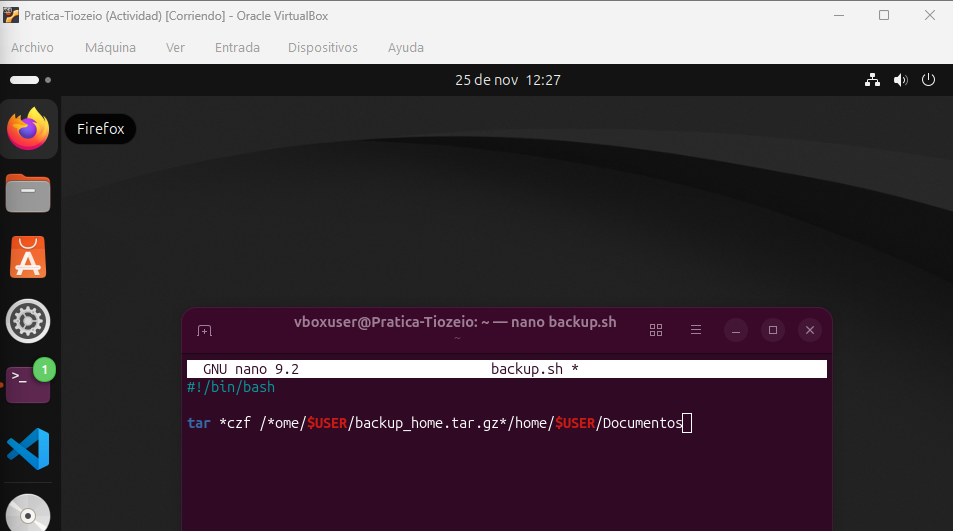 Pratica-Tiozeio (Actividad) [Corriendo] - Oracle VirtualBox
Archivo Máquina Ver Entrada Dispositivos Ayuda
25 de nov 12:27
Firefox
vboxuser@Pratica-Tiozeio: ~ — nano backup.sh
~
1
GNU nano 9.2 backup.sh *
#!/bin/bash
tar *czf /*ome/$USER/backup_home.tar.gz*/home/$USER/Documentos